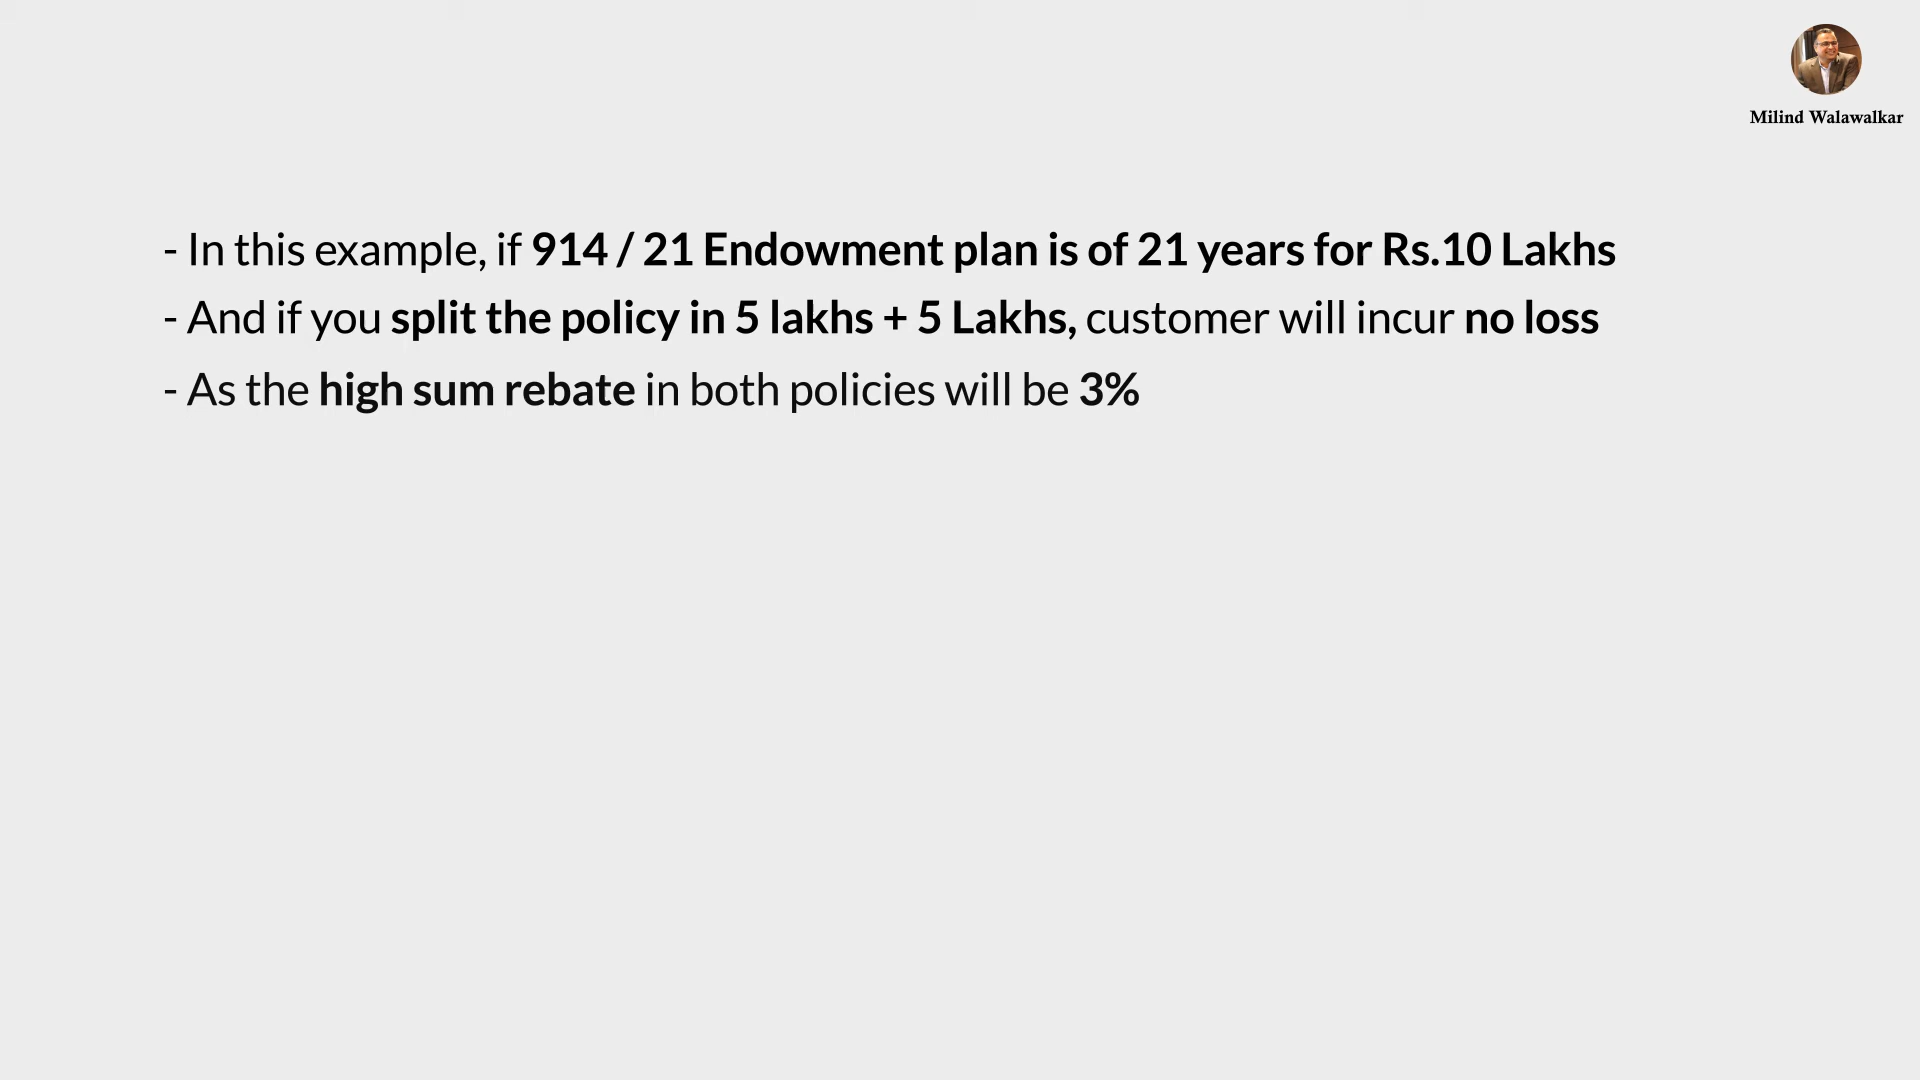 Milind Walawalkar
- In this example, if 914 / 21 Endowment plan is of 21 years for Rs.10 Lakhs
- And if you split the policy in 5 lakhs + 5 Lakhs, customer will incur no loss
- As the high sum rebate in both policies will be 3%